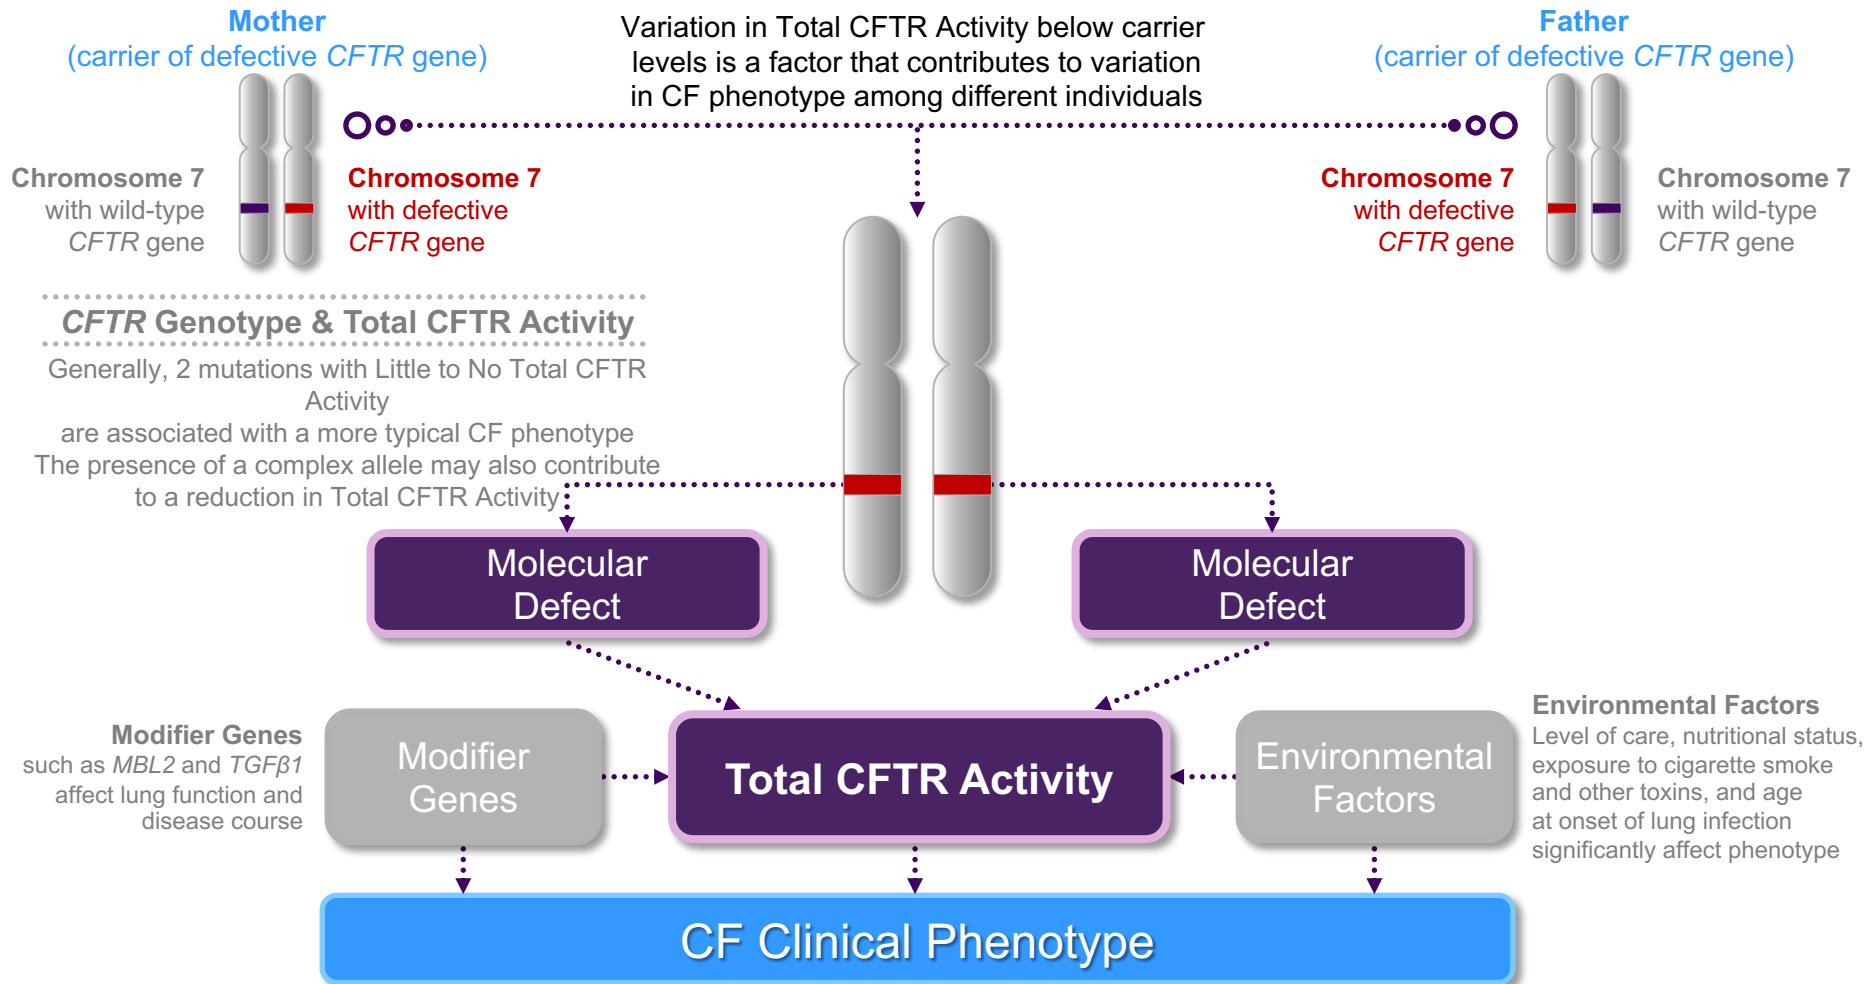 Mother
(carrier of defective CFTR gene)
Variation in Total CFTR Activity below carrier
levels is a factor that contributes to variation
in CF phenotype among different individuals
Father
(carrier of defective CFTR gene)
Chromosome 7
with wild-type
CFTR gene
Chromosome 7
with defective
CFTR gene
Chromosome 7
with defective
CFTR gene
Chromosome 7
with wild-type
CFTR gene
CFTR Genotype & Total CFTR Activity
Generally, 2 mutations with Little to No Total CFTR
Activity
are associated with a more typical CF phenotype
The presence of a complex allele may also contribute
to a reduction in Total CFTR Activity
Molecular
Defect
Molecular
Defect
Modifier Genes
such as MBL2 and TGFβ1
affect lung function and
disease course
Modifier
Genes
Total CFTR Activity
Environmental
Factors
Environmental Factors
Level of care, nutritional status,
exposure to cigarette smoke
and other toxins, and age
at onset of lung infection
significantly affect phenotype
CF Clinical Phenotype